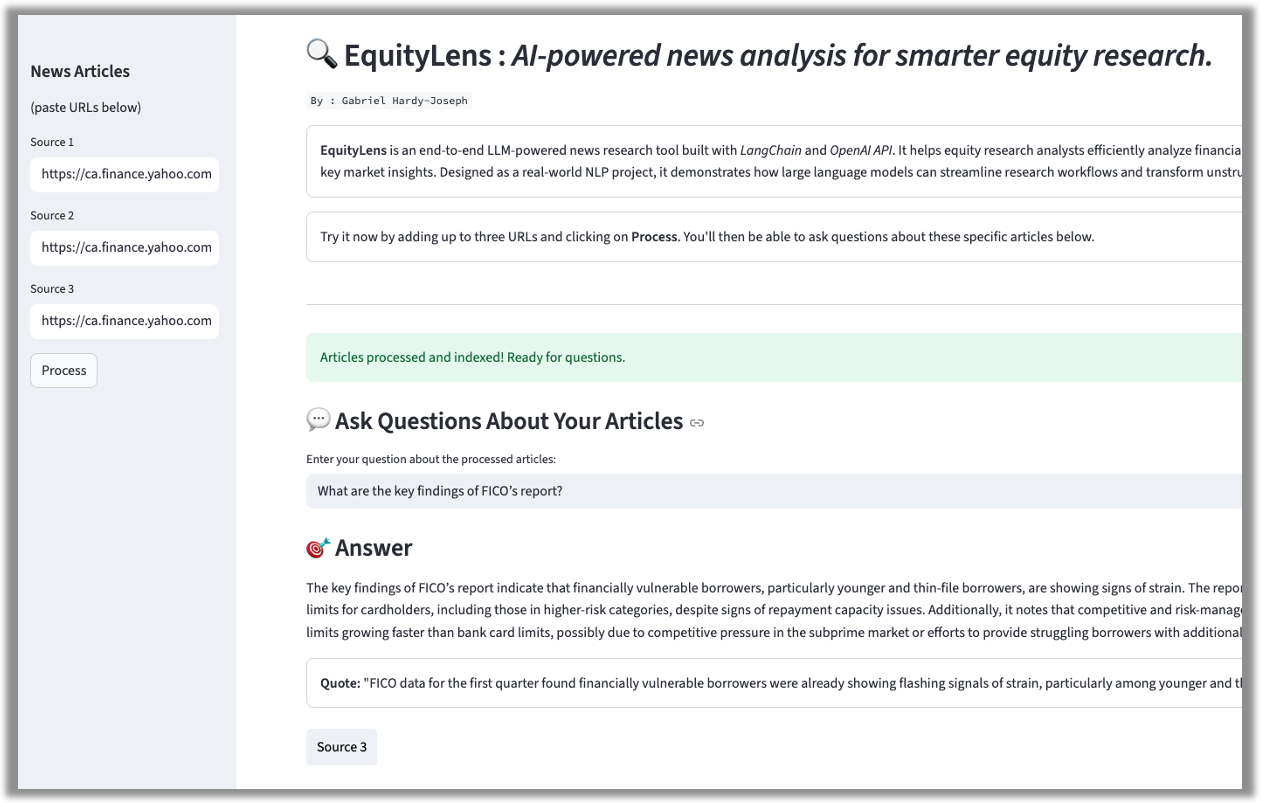 News Articles
(paste URLs below)
Source 1
https://ca.finance.yahoo.com
Source 2
https://ca.finance.yahoo.com
Source 3
https://ca.finance.yahoo.com
Process
EquityLens : AI-powered news analysis for smarter equity research.
By : Gabriel Hardy-Joseph
EquityLens is an end-to-end LLM-powered news research tool built with LangChain and OpenAI API. It helps equity research analysts efficiently analyze
key market insights. Designed as a real-world NLP project, it demonstrates how large language models can streamline research workflows and transform
Try it now by adding up to three URLs and clicking on Process. You'll then be able to ask questions about these specific articles below.
Articles processed and indexed! Ready for questions.
Ask Questions About Your Articles
Enter your question about the processed articles:
What are the key findings of FICO’s report?
Answer
The key findings of FICO’s report indicate that financially vulnerable borrowers, particularly younger and thin-file borrowers, are showing signs of strain. The
limits for cardholders, including those in higher-risk categories, despite signs of repayment capacity issues. Additionally, it notes that competitive and
limits growing faster than bank card limits, possibly due to competitive pressure in the subprime market or efforts to provide struggling borrowers with additional
Quote: "FICO data for the first quarter found financially vulnerable borrowers were already showing flashing signals of strain, particularly among younger and
Source 3